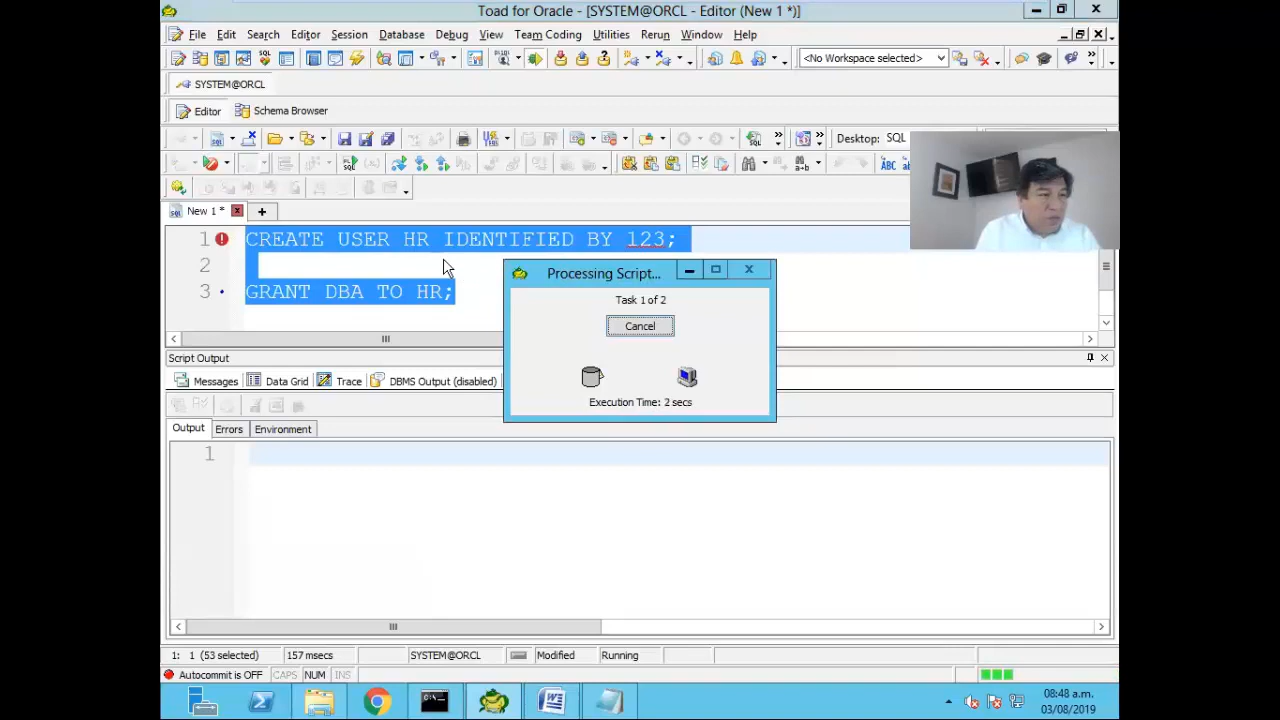 Toad for Oracle - [SYSTEM@ORCL - Editor (New 1 *)]
File Edit Search Editor Session Database Debug View Team Coding Utilities Rerun Window Help
<No Workspace selected>
SYSTEM@ORCL
Editor Schema Browser
Desktop: SQL
New 1 *
1 CREATE USER HR IDENTIFIED BY 123;
2
3 GRANT DBA TO HR;
Processing Script...
Task 1 of 2
Cancel
Execution Time: 2 secs
Script Output
Messages Data Grid Trace DBMS Output (disabled)
Output Errors Environment
1
1: 1 (53 selected) 157 msecs SYSTEM@ORCL Modified Running
Autocommit is OFF CAPS NUM INS
08:48 a.m.
03/08/2019